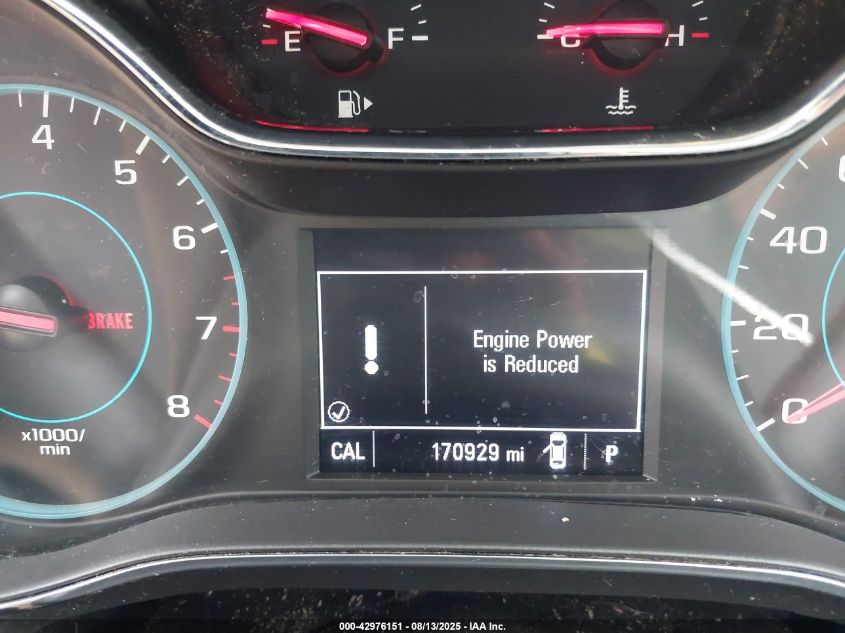 E F
C H
4
5
6
7
8
BRAKE
x1000/
min
Engine Power
is Reduced
CAL 170929 mi P
40
20
0
000-42976151 - 08/13/2025 - IAA Inc.